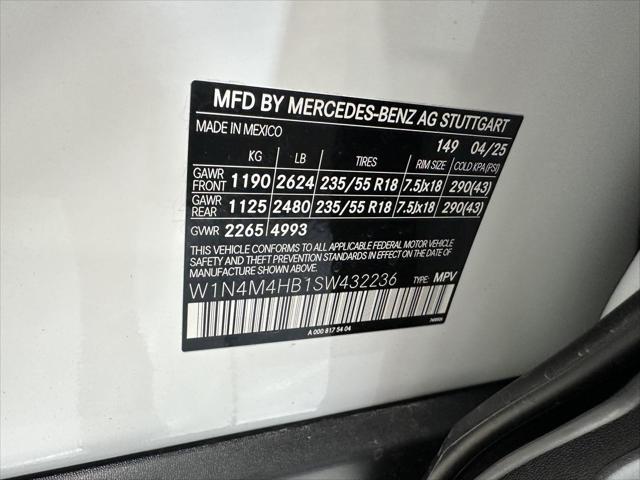 MFD BY MERCEDES-BENZ AG STUTTGART
MADE IN MEXICO 149 04/25
KG LB TIRES RIM SIZE COLD KPA(PSI)
GAWR FRONT 1190 2624 235/55 R18 7.5Jx18 290(43)
GAWR REAR 1125 2480 235/55 R18 7.5Jx18 290(43)
GVWR 2265 4993
THIS VEHICLE CONFORMS TO ALL APPLICABLE FEDERAL MOTOR VEHICLE
SAFETY AND THEFT PREVENTION STANDARDS IN EFFECT ON THE DATE OF
MANUFACTURE SHOWN ABOVE.
W1N4M4HB1SW432236 TYPE: MPV
A 000 817 54 04